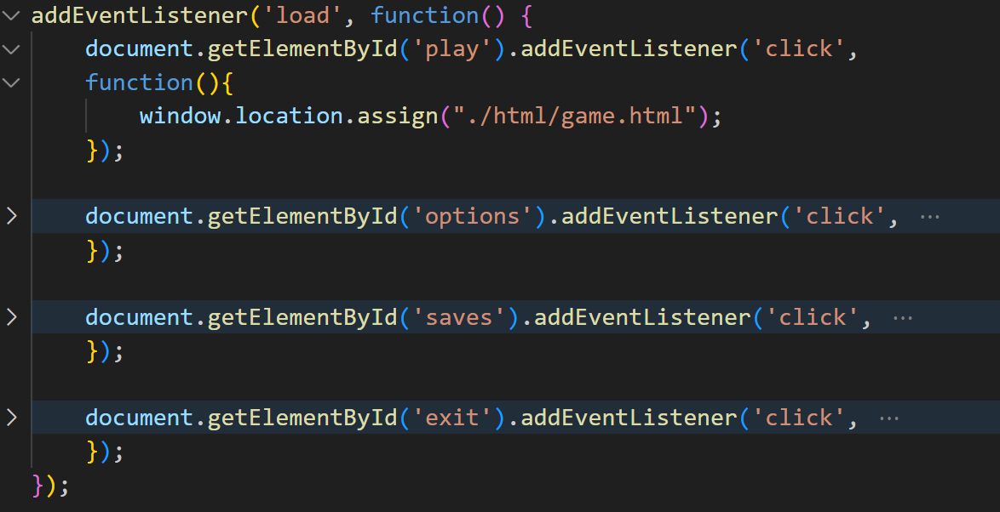 addEventListener('load', function() {
    document.getElementById('play').addEventListener('click',
    function(){
        window.location.assign("./html/game.html");
    });

    document.getElementById('options').addEventListener('click', ···
    });

    document.getElementById('saves').addEventListener('click', ···
    });

    document.getElementById('exit').addEventListener('click', ···
    });
});